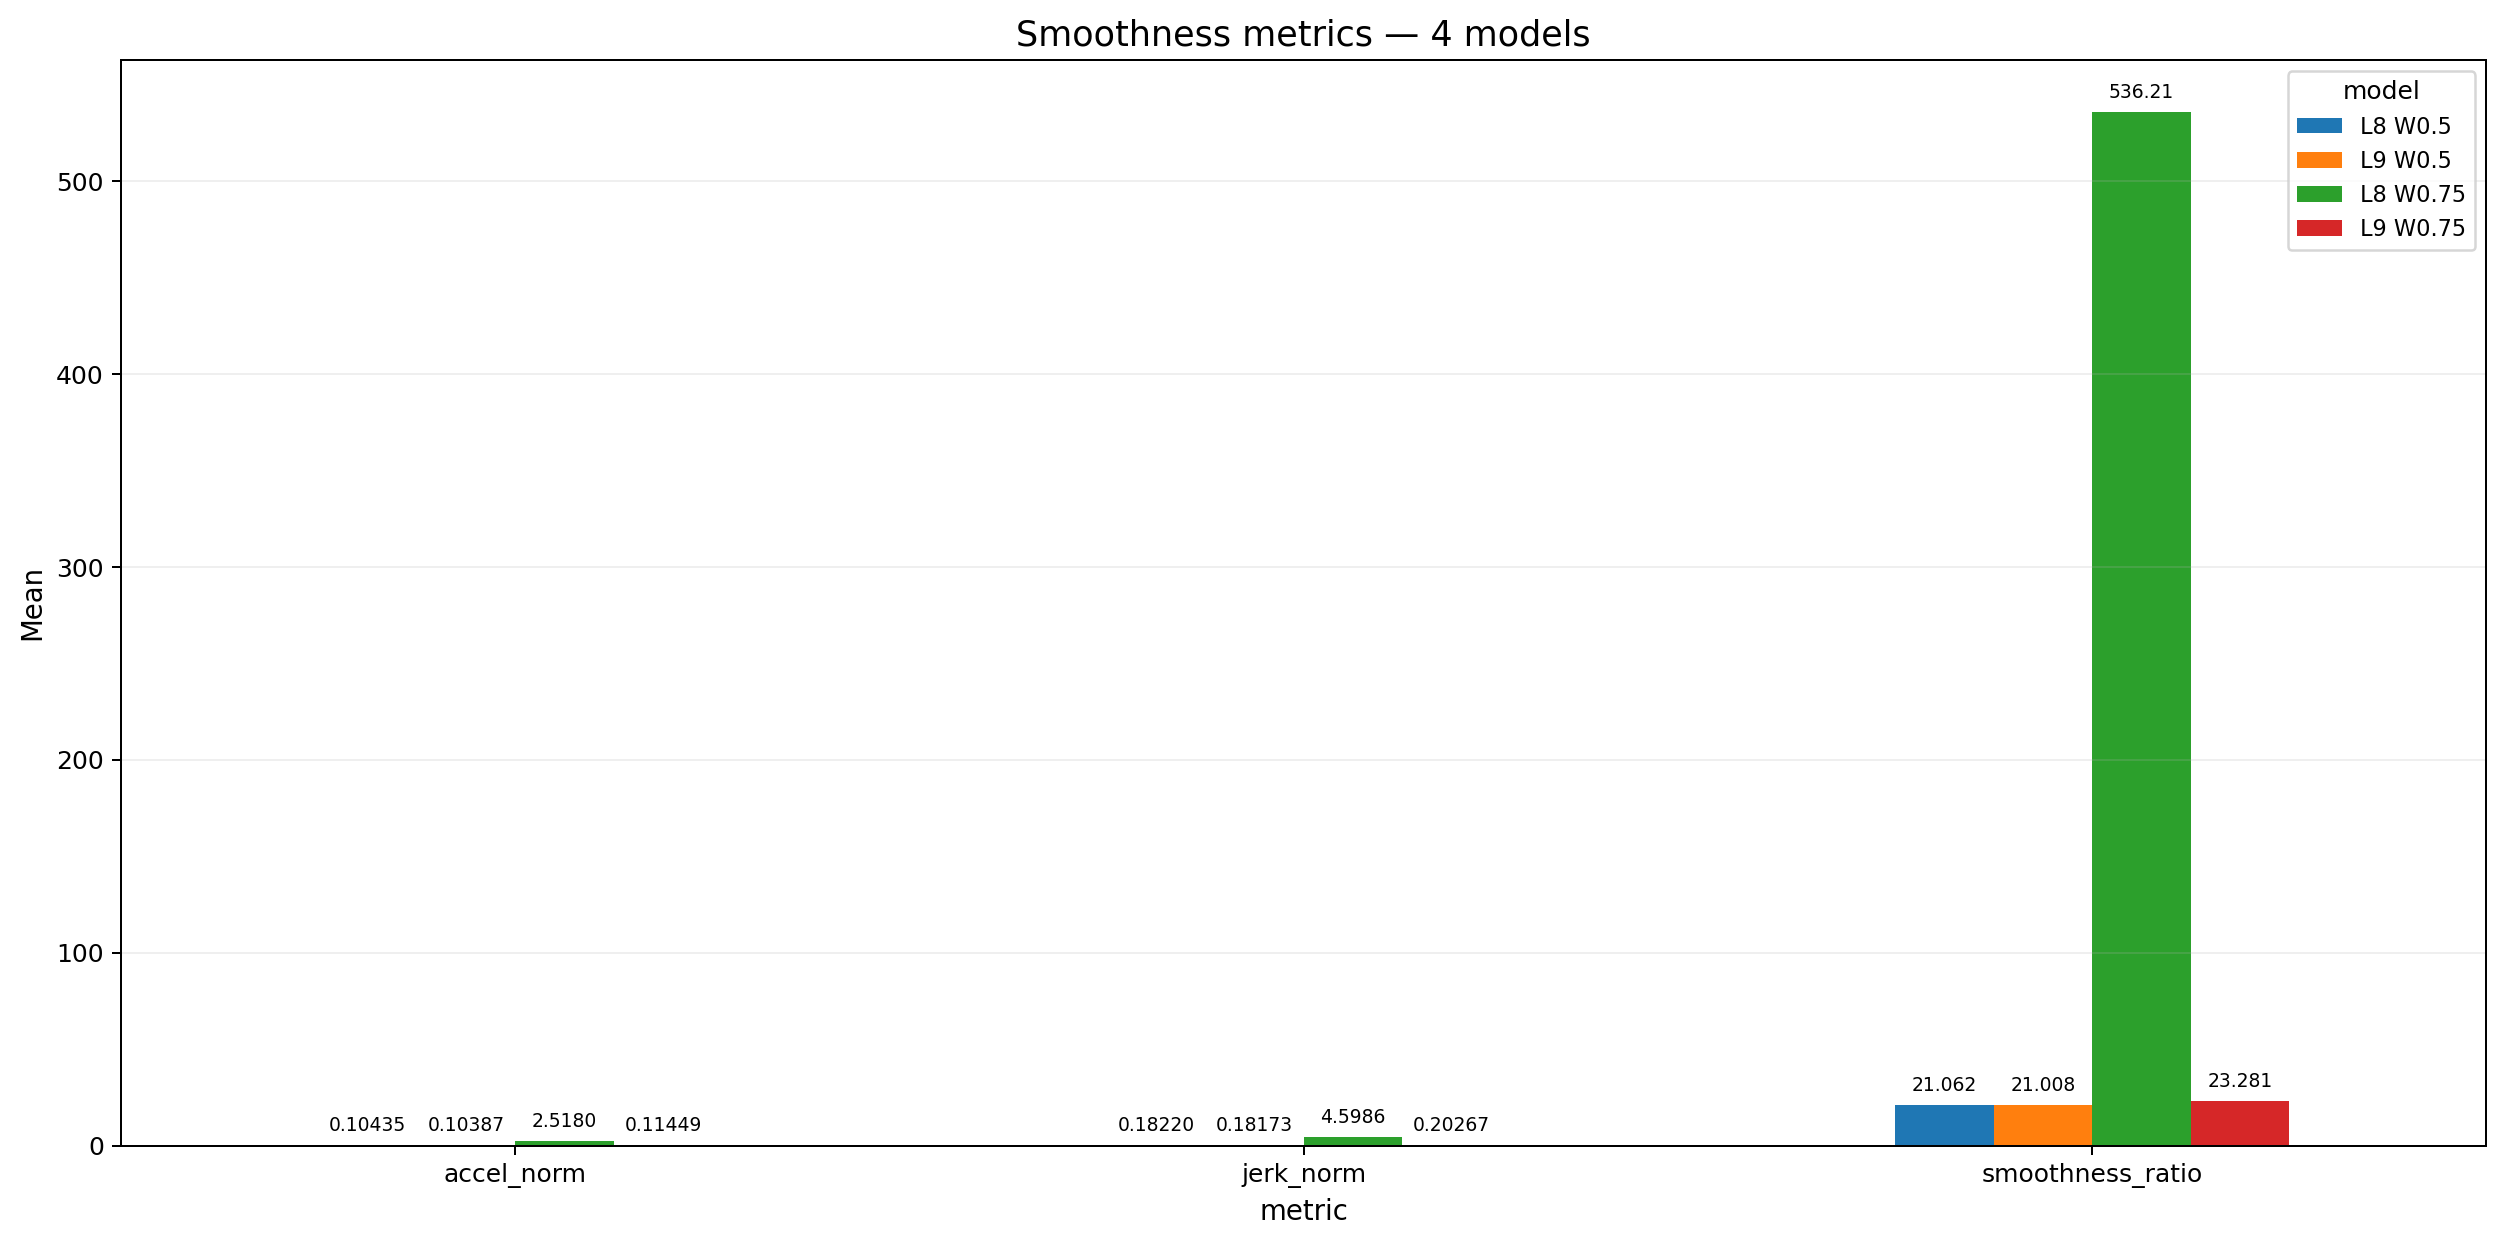 Smoothness metrics — 4 models
model
L8 W0.5
L9 W0.5
L8 W0.75
L9 W0.75
Mean
500
400
300
200
100
0
536.21
21.062 21.008 23.281
0.10435 0.10387 2.5180 0.11449
0.18220 0.18173 4.5986 0.20267
accel_norm jerk_norm smoothness_ratio
metric